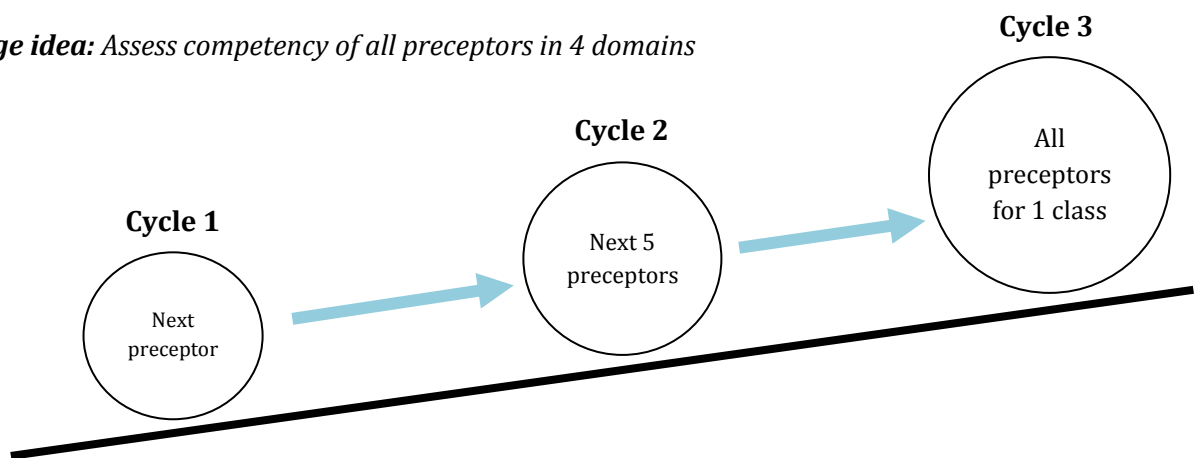 ge idea: Assess competency of all preceptors in 4 domains
Cycle 1
Next
preceptor
Cycle 2
Next 5
preceptors
Cycle 3
All
preceptors
for 1 class